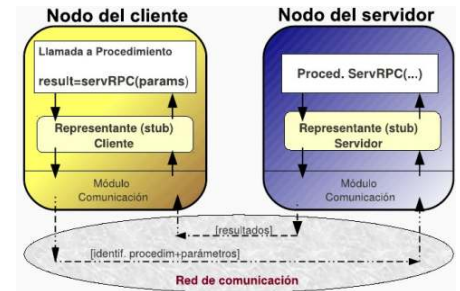 Nodo del cliente
Llamada a Procedimiento
result=servRPC(params)
Representante (stub)
Cliente
Módulo
Comunicación
Nodo del servidor
Proced. ServRPC(...)
Representante (stub)
Servidor
Módulo
Comunicación
[resultados]
[identif. procedim+parámetros]
Red de comunicación